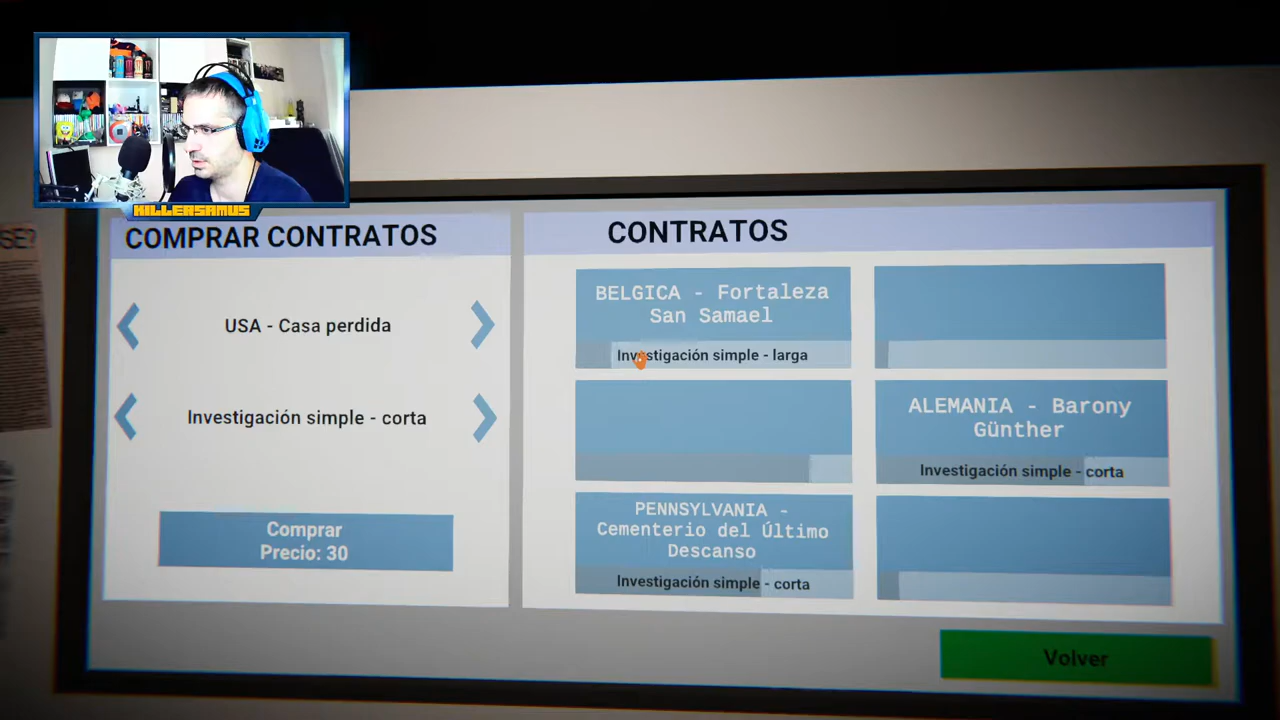 KILLERSAMUS
SE?
COMPRAR CONTRATOS
USA - Casa perdida
Investigación simple - corta
Comprar
Precio: 30
CONTRATOS
BELGICA - Fortaleza
San Samael
Investigación simple - larga
ALEMANIA - Barony
Günther
Investigación simple - corta
PENNSYLVANIA -
Cementerio del Último
Descanso
Investigación simple - corta
Volver